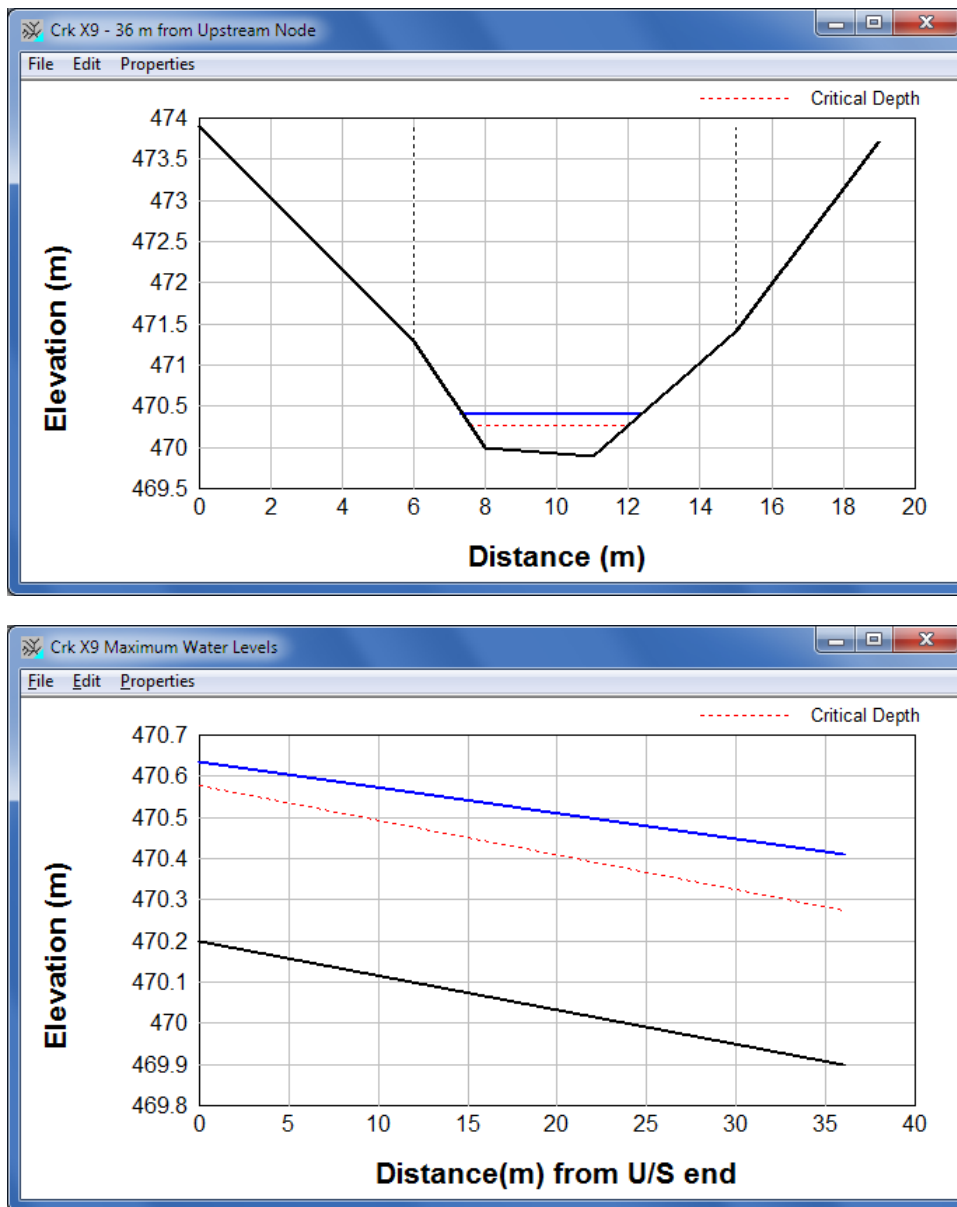 Crk X9 - 36 m from Upstream Node
File Edit Properties
Critical Depth
474
473.5
473
472.5
472
471.5
471
470.5
470
469.5
Elevation (m)
0 2 4 6 8 10 12 14 16 18 20
Distance (m)
Crk X9 Maximum Water Levels
File Edit Properties
Critical Depth
470.7
470.6
470.5
470.4
470.3
470.2
470.1
470
469.9
469.8
Elevation (m)
0 5 10 15 20 25 30 35 40
Distance(m) from U/S end